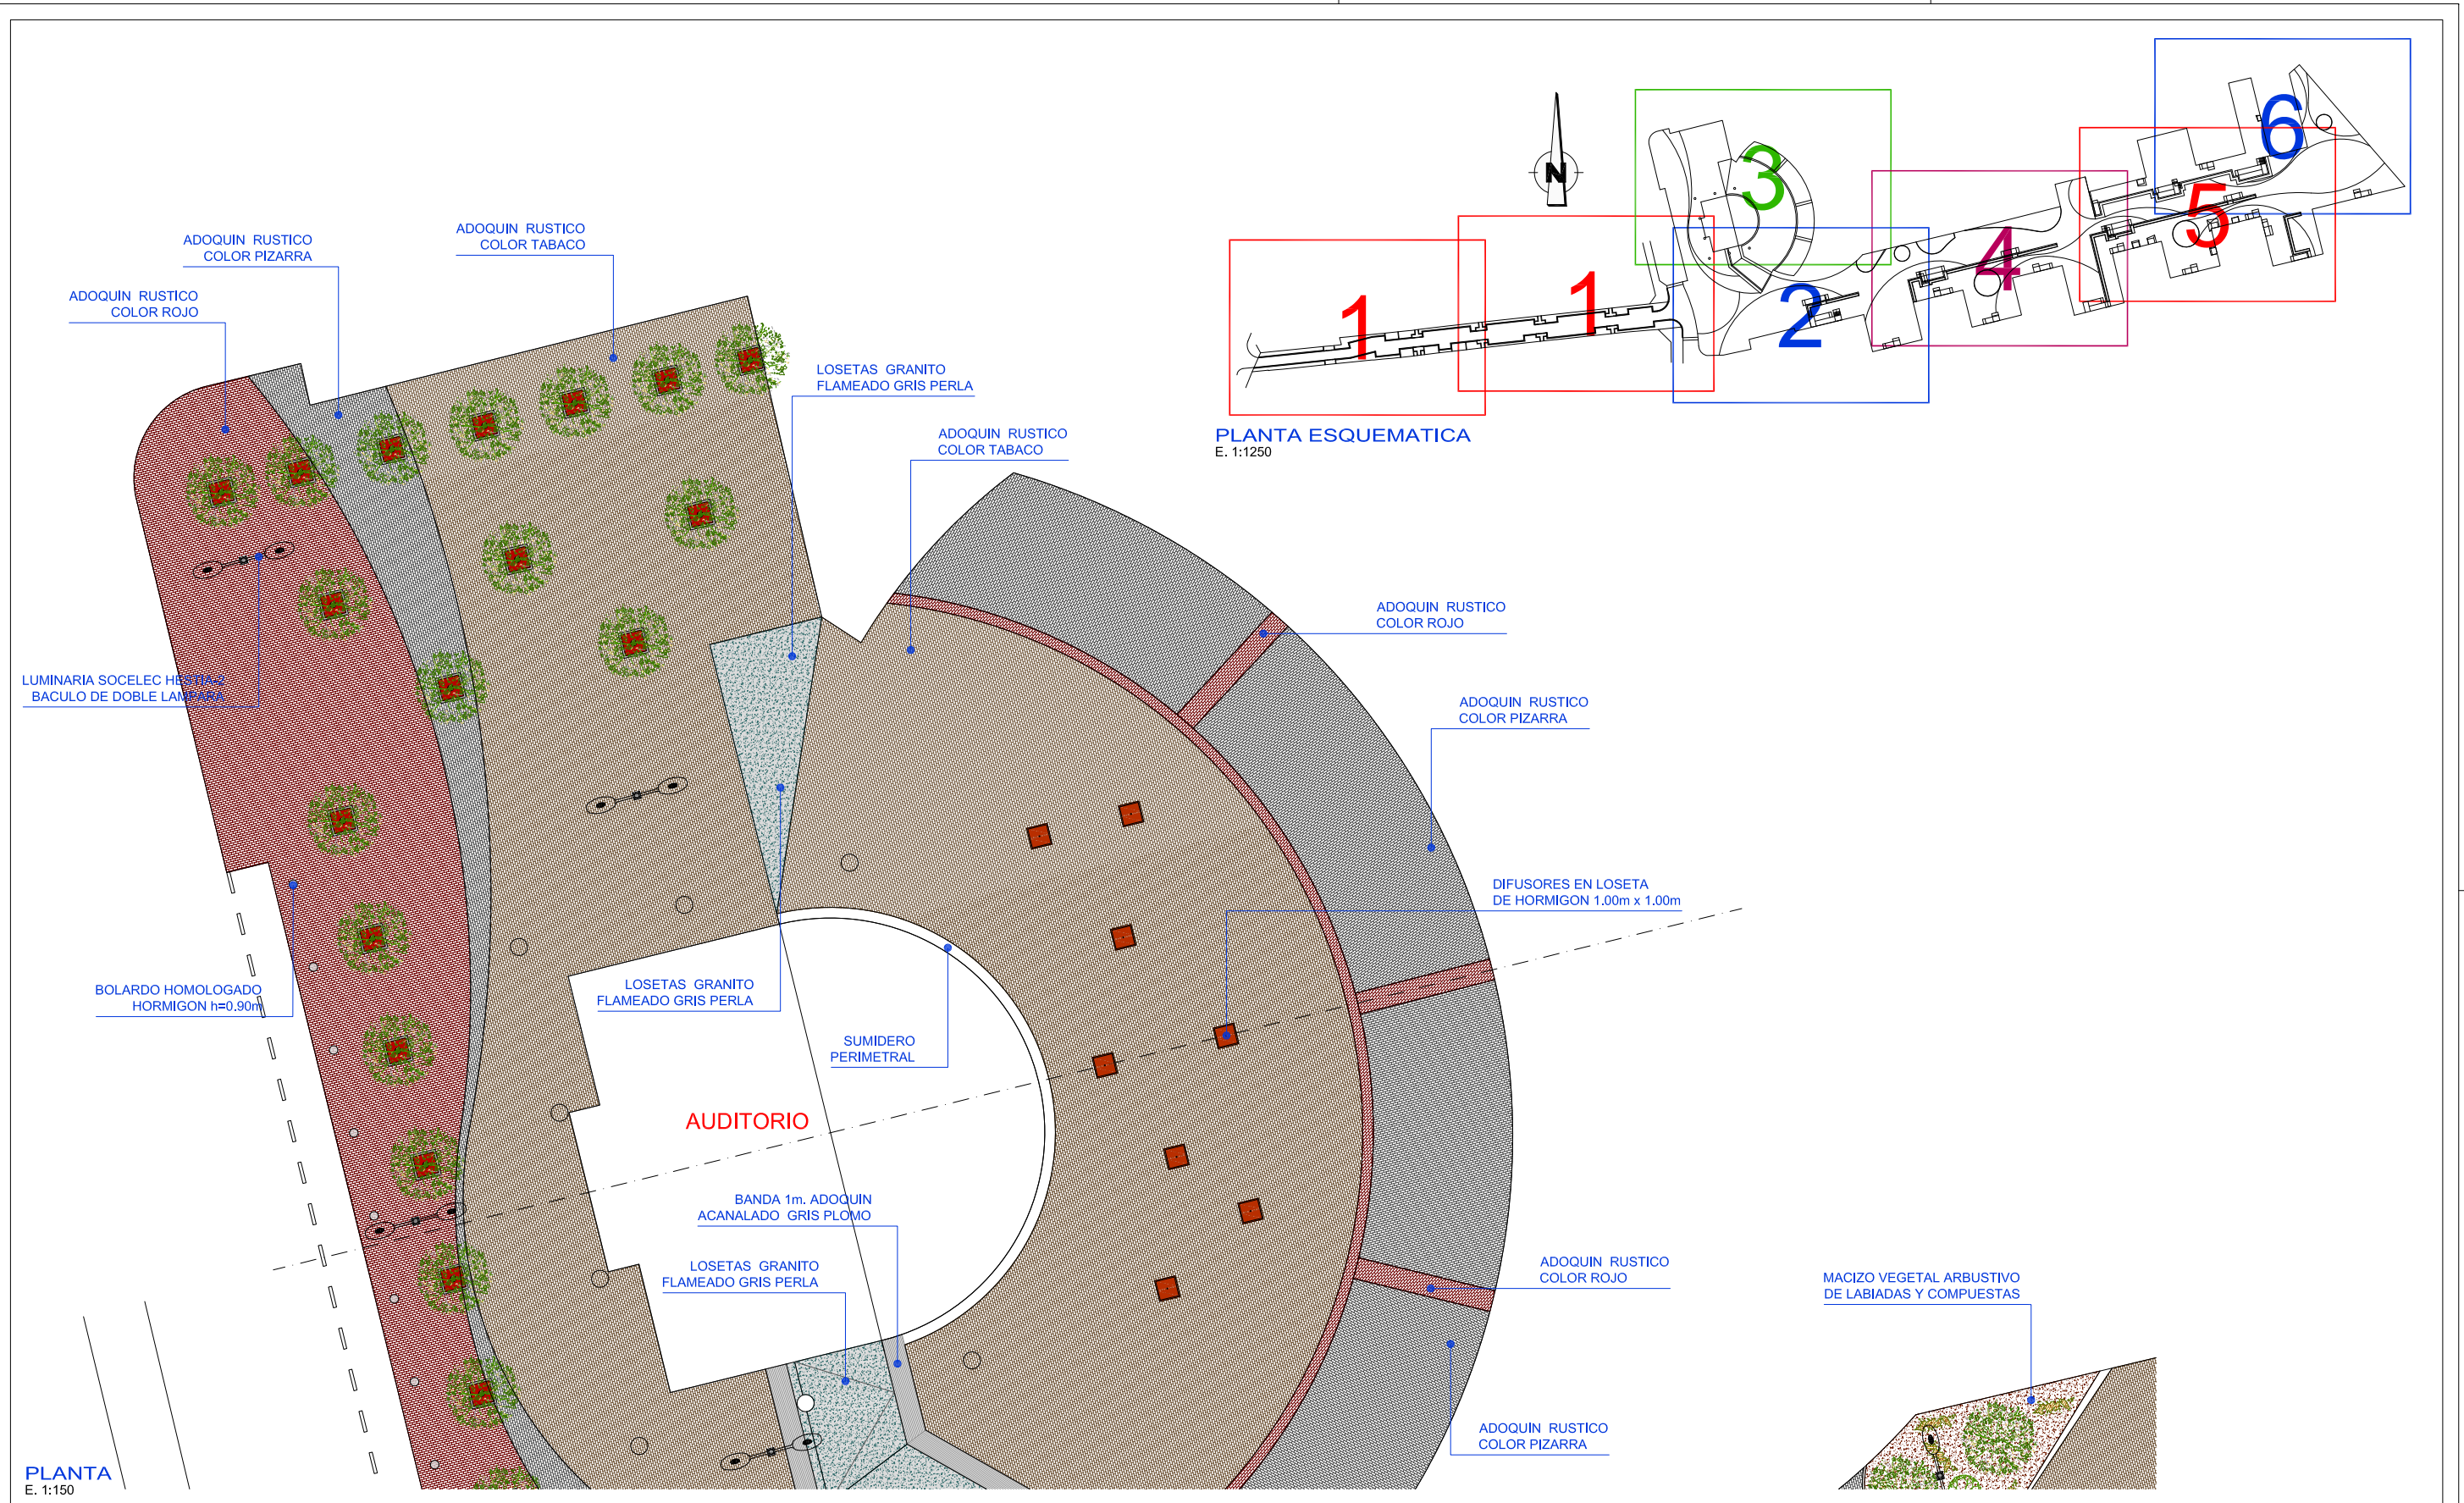 ADOQUIN RUSTICO
COLOR TABACO
ADOQUIN RUSTICO
COLOR PIZARRA
ADOQUIN RUSTICO
COLOR ROJO
LOSETAS GRANITO
FLAMEADO GRIS PERLA
ADOQUIN RUSTICO
COLOR TABACO
N
1
1
2
3
4
5
6
PLANTA ESQUEMATICA
E. 1:1250
ADOQUIN RUSTICO
COLOR ROJO
LUMINARIA SOCELEC HESTIA-2
BACULO DE DOBLE LAMPARA
ADOQUIN RUSTICO
COLOR PIZARRA
DIFUSORES EN LOSETA
DE HORMIGON 1.00m x 1.00m
BOLARDO HOMOLOGADO
HORMIGON h=0.90m
LOSETAS GRANITO
FLAMEADO GRIS PERLA
SUMIDERO
PERIMETRAL
AUDITORIO
BANDA 1m. ADOQUIN
ACANALADO GRIS PLOMO
LOSETAS GRANITO
FLAMEADO GRIS PERLA
ADOQUIN RUSTICO
COLOR ROJO
MACIZO VEGETAL ARBUSTIVO
DE LABIADAS Y COMPUESTAS
ADOQUIN RUSTICO
COLOR PIZARRA
PLANTA
E. 1:150